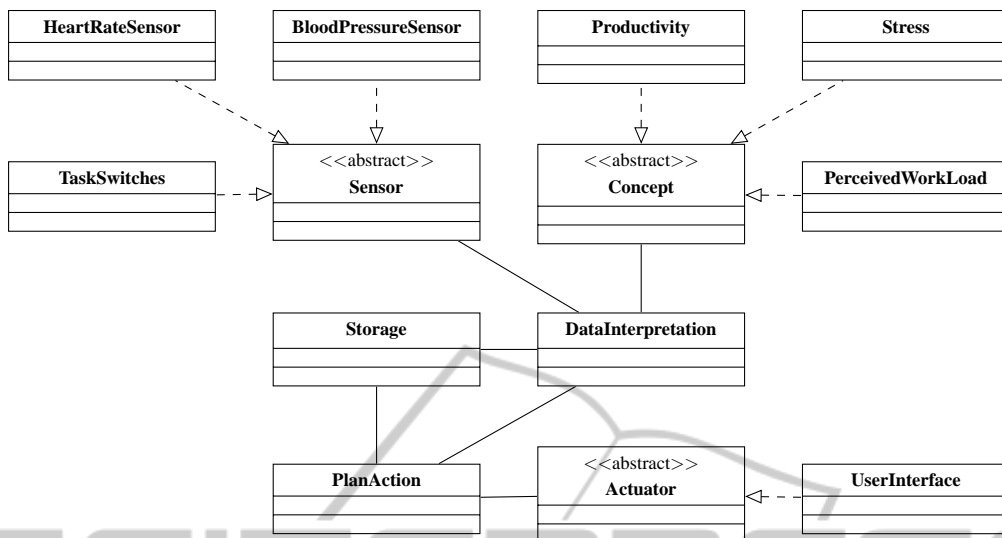 HeartRateSensor
BloodPressureSensor
Productivity
Stress
<<abstract>>
Sensor
<<abstract>>
Concept
TaskSwitches
PerceivedWorkLoad
Storage
DataInterpretation
PlanAction
<<abstract>>
Actuator
UserInterface